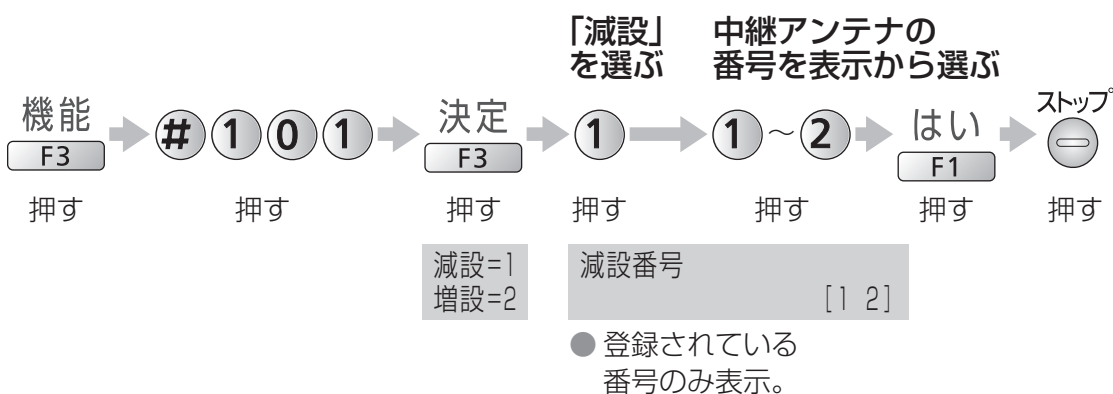 「減設」
を選ぶ
中継アンテナの
番号を表示から選ぶ
機能
F3
#101
決定
F3
1
1~2
はい
F1
ストップ
押す 押す 押す 押す 押す 押す 押す
減設=1
増設=2
減設番号
[1 2]
● 登録されている
番号のみ表示。